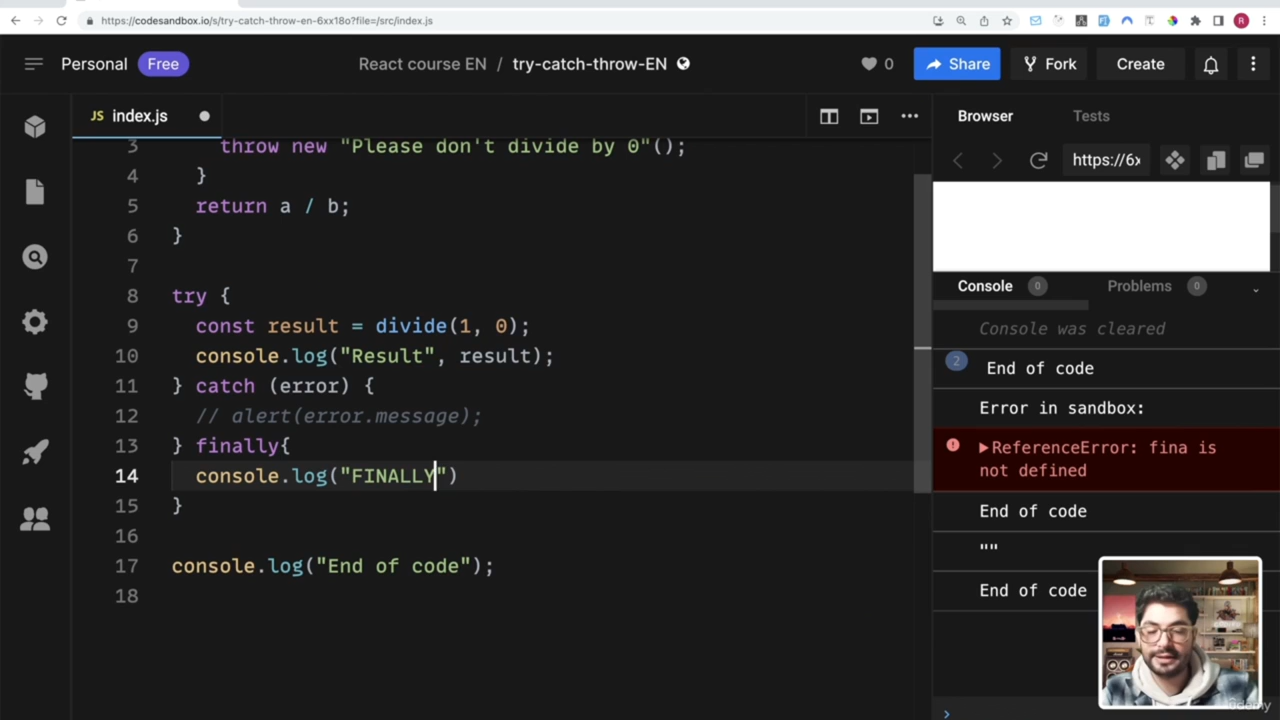 https://codesandbox.io/s/try-catch-throw-en-6xx18o?file=/src/index.js
R
Personal Free
React course EN / try-catch-throw-EN
0
Share
Fork
Create
JS index.js
Browser
Tests
https://6x
3 throw new "Please don't divide by 0"();
4 }
5 return a / b;
6 }
7
8 try {
9 const result = divide(1, 0);
10 console.log("Result", result);
11 } catch (error) {
12 // alert(error.message);
13 } finally{
14 console.log("FINALLY")
15 }
16
17 console.log("End of code");
18
Console 0
Problems 0
Console was cleared
2 End of code
Error in sandbox:
▶ReferenceError: fina is
not defined
End of code
""
End of code
›
Udemy